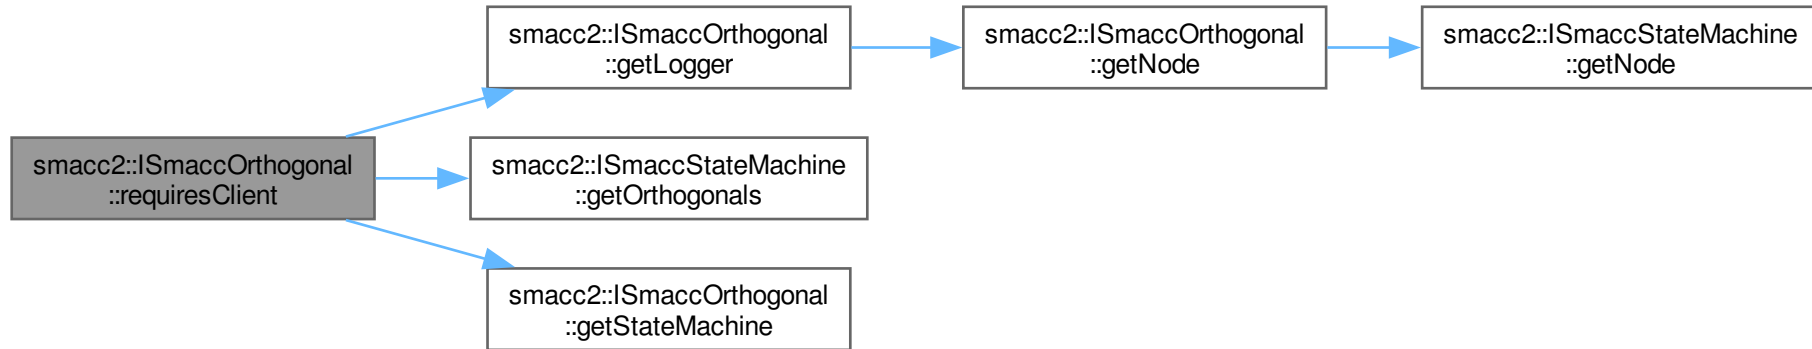 smacc2::ISmaccOrthogonal
::requiresClient
smacc2::ISmaccOrthogonal
::getLogger
smacc2::ISmaccOrthogonal
::getNode
smacc2::ISmaccStateMachine
::getNode
smacc2::ISmaccStateMachine
::getOrthogonals
smacc2::ISmaccOrthogonal
::getStateMachine